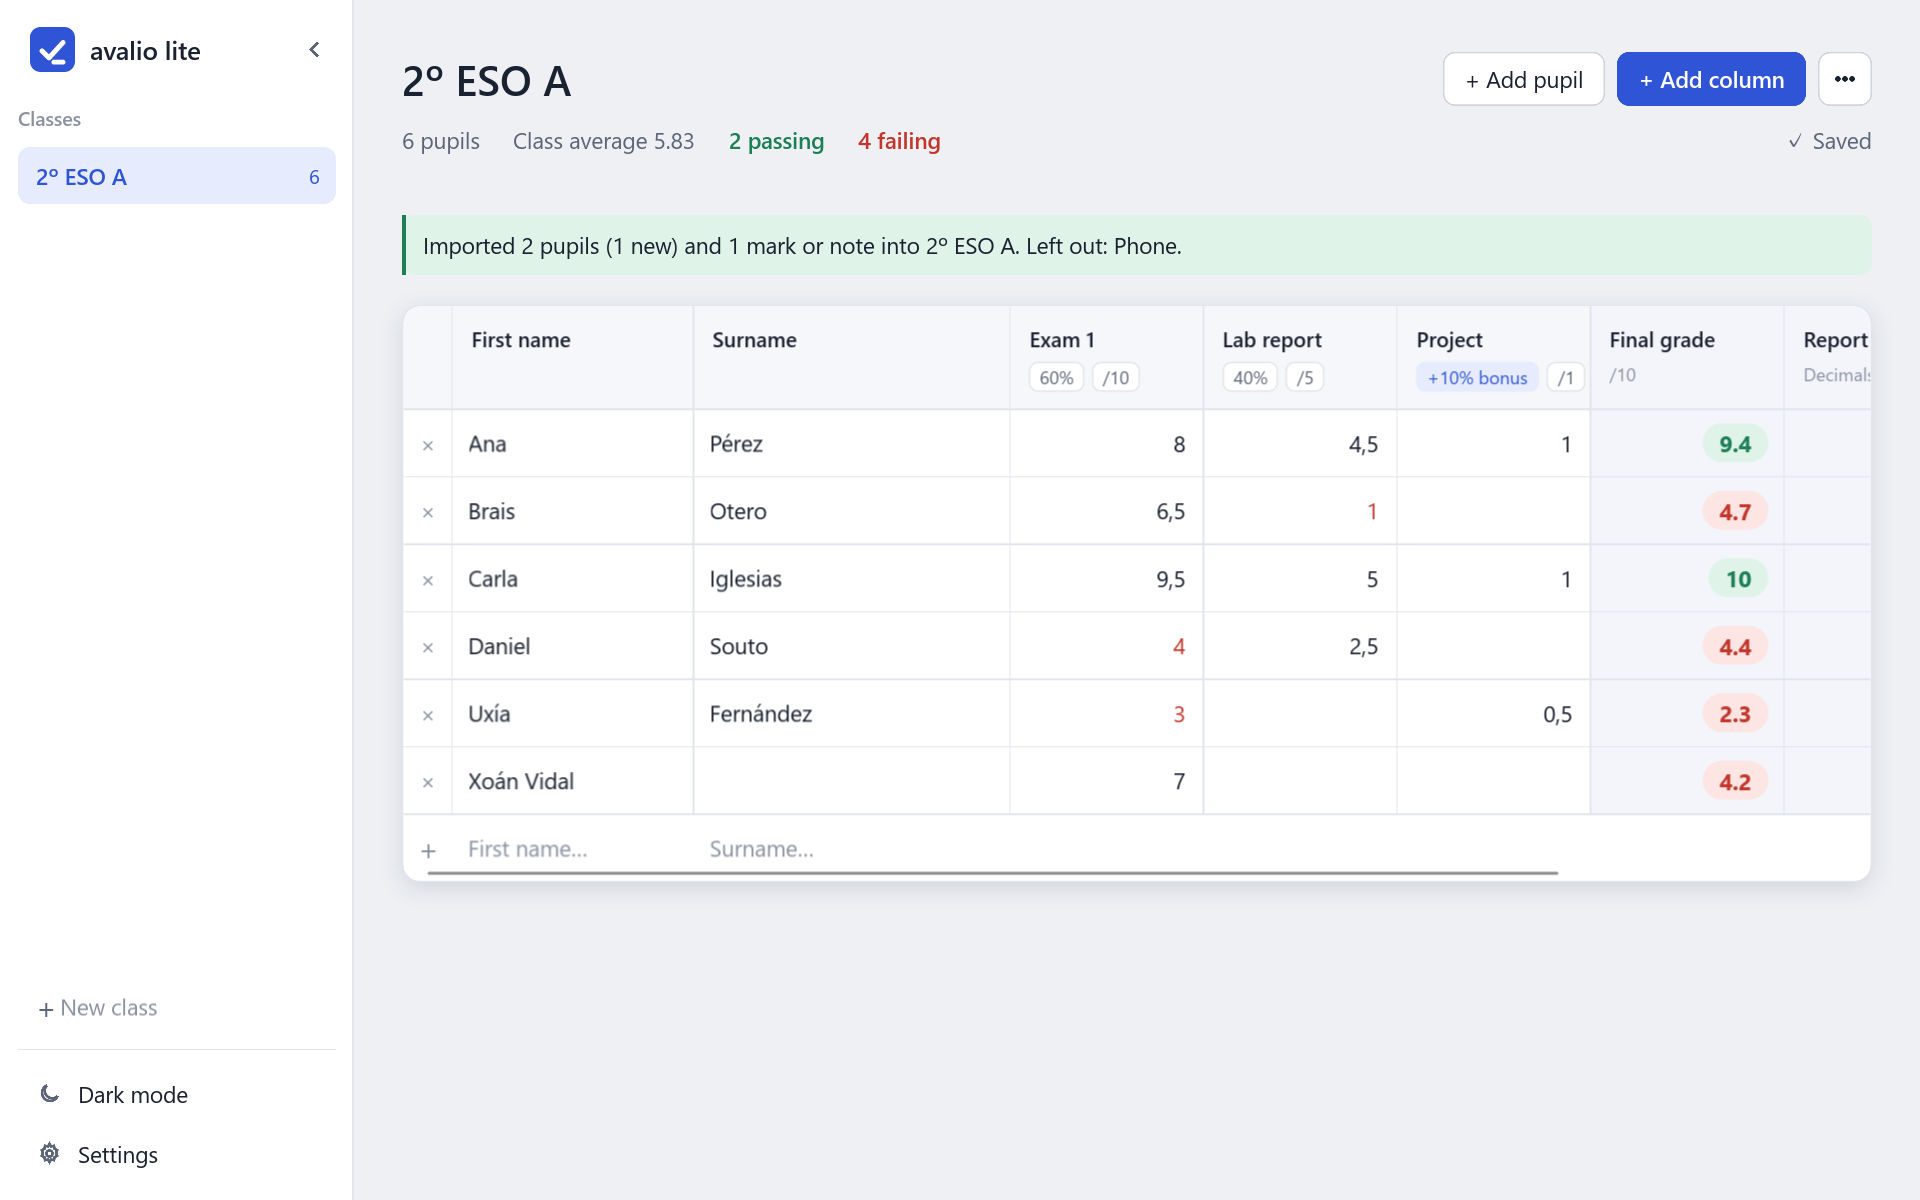 avalio lite
Classes
2º ESO A 6
+ New class
Dark mode
Settings
2º ESO A
+ Add pupil
+ Add column
•••
6 pupils Class average 5.83 2 passing 4 failing
✓ Saved
Imported 2 pupils (1 new) and 1 mark or note into 2º ESO A. Left out: Phone.
First name Surname Exam 1 Lab report Project Final grade Report
60% /10 40% /5 +10% bonus /1 /10 Decimals
× Ana Pérez 8 4,5 1 9.4
× Brais Otero 6,5 1 4.7
× Carla Iglesias 9,5 5 1 10
× Daniel Souto 4 2,5 4.4
× Uxía Fernández 3 0,5 2.3
× Xoán Vidal 7 4.2
+ First name... Surname...